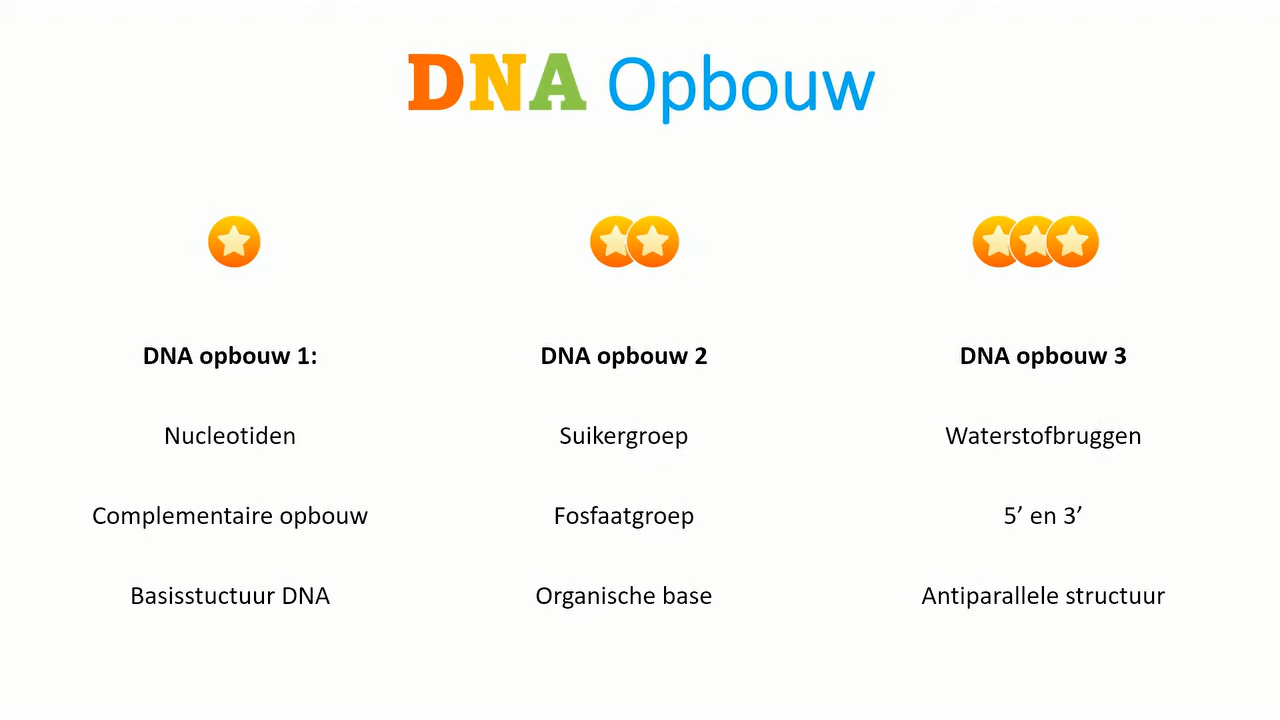 DNA Opbouw
DNA opbouw 1:
Nucleotiden
Complementaire opbouw
Basisstuctuur DNA
DNA opbouw 2
Suikergroep
Fosfaatgroep
Organische base
DNA opbouw 3
Waterstofbruggen
5’ en 3’
Antiparallele structuur